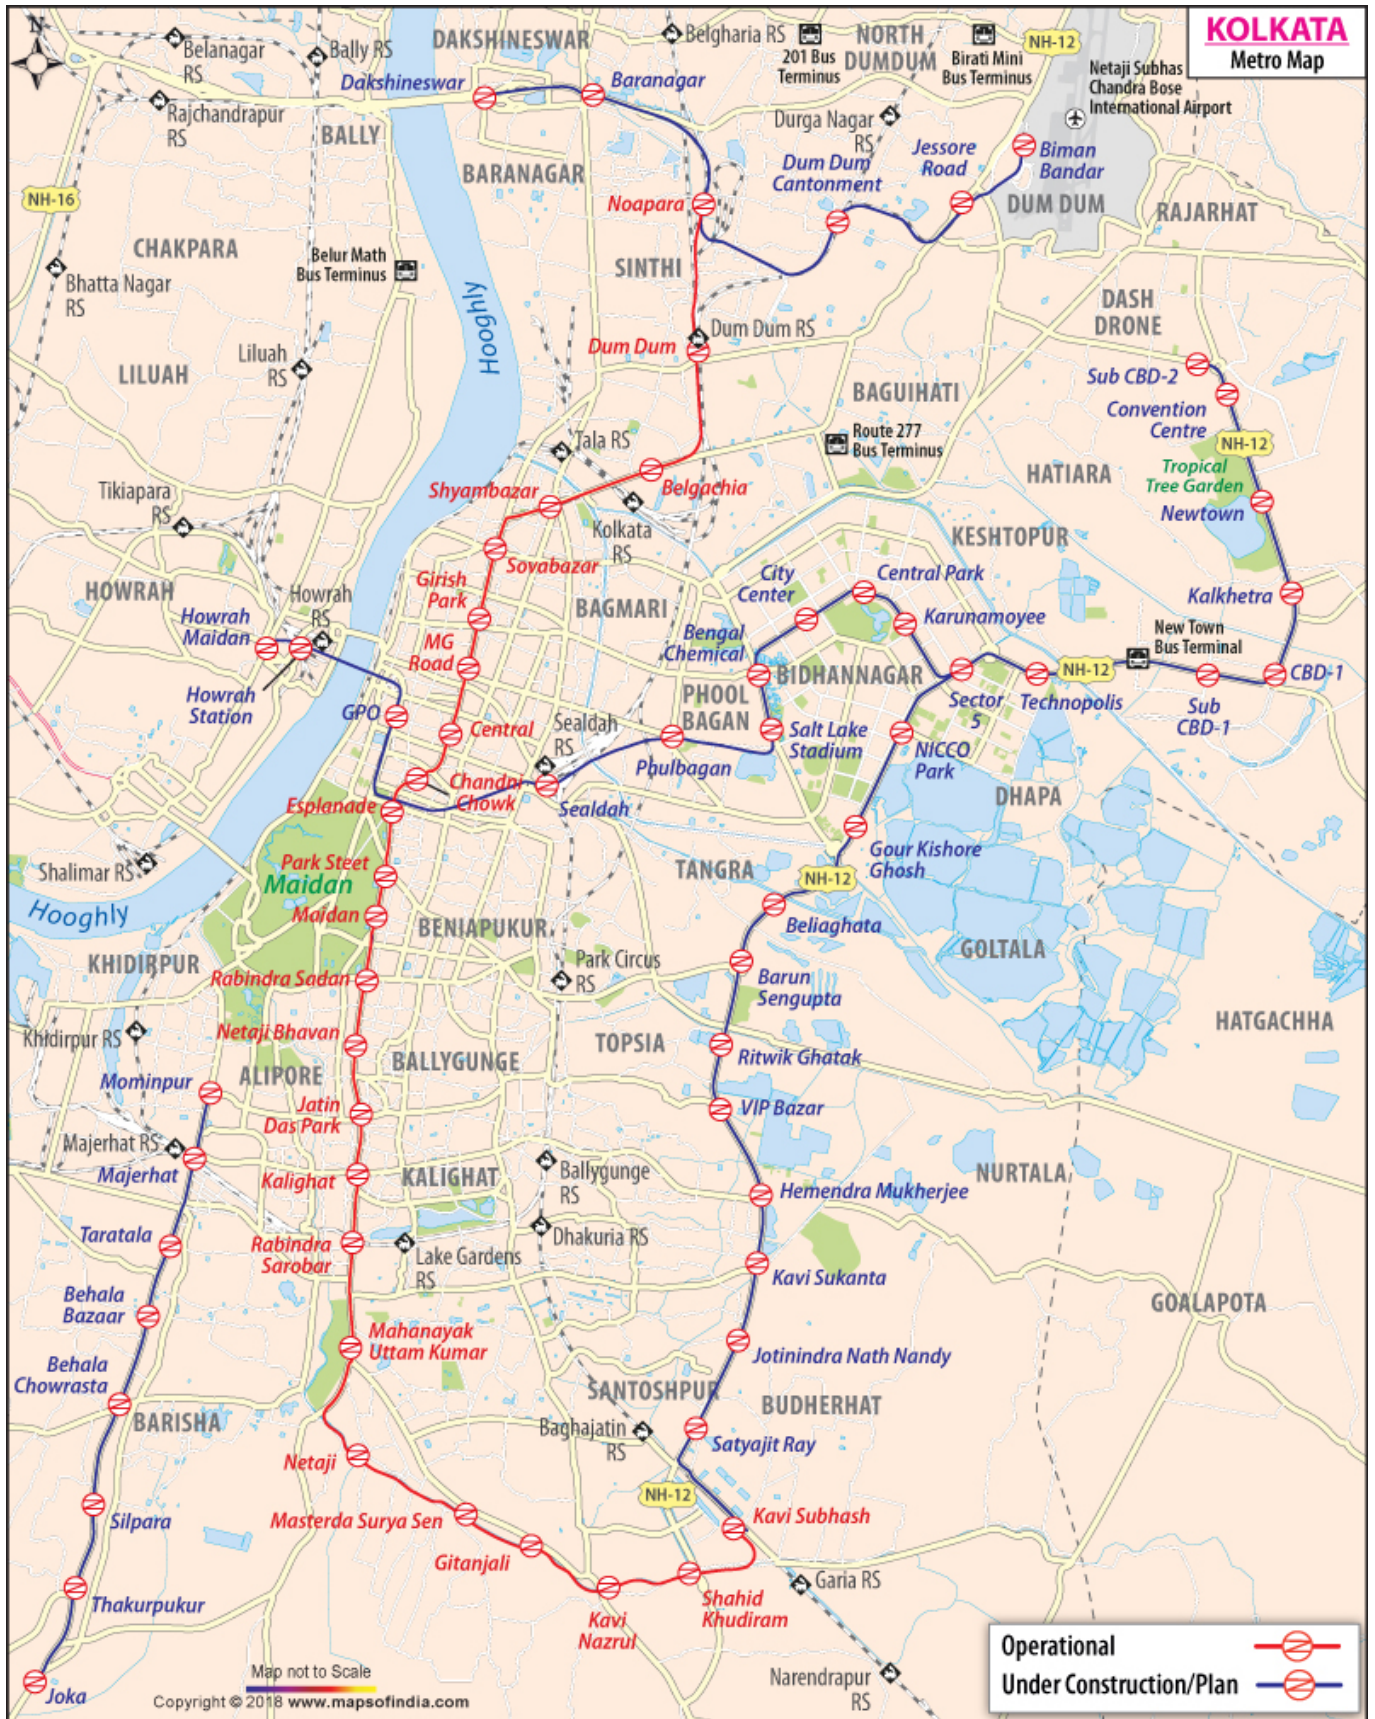 KOLKATA
Metro Map
N
Belanagar
RS
Bally RS
DAKSHINESWAR
Belgharia RS
201 Bus
Terminus
NORTH
DUMDUM
Birati Mini
Bus Terminus
NH-12
Netaji Subhas
Chandra Bose
International Airport
Dakshineswar
Baranagar
Rajchandrapur
RS
BALLY
BARANAGAR
Durga Nagar
RS
Dum Dum
Cantonment
Jessore
Road
Biman
Bandar
NH-16
Noapara
DUM DUM
RAJARHAT
CHAKPARA
Belur Math
Bus Terminus
Bhatta Nagar
RS
SINTHI
Hooghly
DASH
DRONE
Liluah
RS
LILUAH
Dum Dum RS
Dum Dum
Sub CBD-2
BAGUIHATI
Convention
Centre
Route 277
Bus Terminus
NH-12
Tala RS
Tropical
Tree Garden
HATIARA
Tikiapara
RS
Shyambazar
Belgachia
Newtown
Kolkata
RS
KESHTOPUR
Sovabazar
HOWRAH
Howrah
RS
Girish
Park
BAGMARI
City
Center
Central Park
Kalkhetra
Howrah
Maidan
MG
Road
Bengal
Chemical
Karunamoyee
New Town
Bus Terminal
Howrah
Station
PHOOL
BAGAN
BIDHANNAGAR
NH-12
CBD-1
GPO
Central
Sealdah
RS
Salt Lake
Stadium
Sector
5
Technopolis
Sub
CBD-1
Phulbagan
NICCO
Park
Chandni
Chowk
Esplanade
Sealdah
DHAPA
Shalimar RS
Park Steet
Maidan
TANGRA
Gour Kishore
Ghosh
NH-12
Hooghly
Maidan
BENIAPUKUR
Beliaghata
GOLTALA
KHIDIRPUR
Rabindra Sadan
Park Circus
RS
Barun
Sengupta
HATGACHHA
Khidirpur RS
Netaji Bhavan
BALLYGUNGE
TOPSIA
Ritwik Ghatak
Mominpur
ALIPORE
Jatin
Das Park
VIP Bazar
Majerhat RS
Majerhat
Kalighat
KALIGHAT
Ballygunge
RS
Hemendra Mukherjee
NURTALA
Taratala
Rabindra
Sarobar
Lake Gardens
RS
Dhakuria RS
Kavi Sukanta
Behala
Bazaar
GOALAPOTA
Mahanayak
Uttam Kumar
Jotinindra Nath Nandy
Behala
Chowrasta
SANTOSHPUR
BUDHERHAT
BARISHA
Baghajatin
RS
Satyajit Ray
Netaji
NH-12
Silpara
Masterda Surya Sen
Kavi Subhash
Gitanjali
Garia RS
Thakurpukur
Shahid
Khudiram
Kavi
Nazrul
Operational
Under Construction/Plan
Map not to Scale
Narendrapur
RS
Joka
Copyright © 2018 www.mapsofindia.com